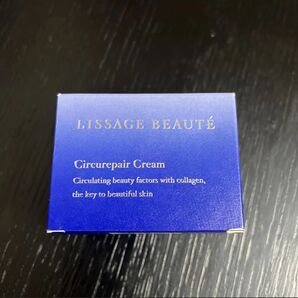 LISSAGE BEAUTÉ
Circurepair Cream
Circulating beauty factors with collagen,
the key to beautiful skin